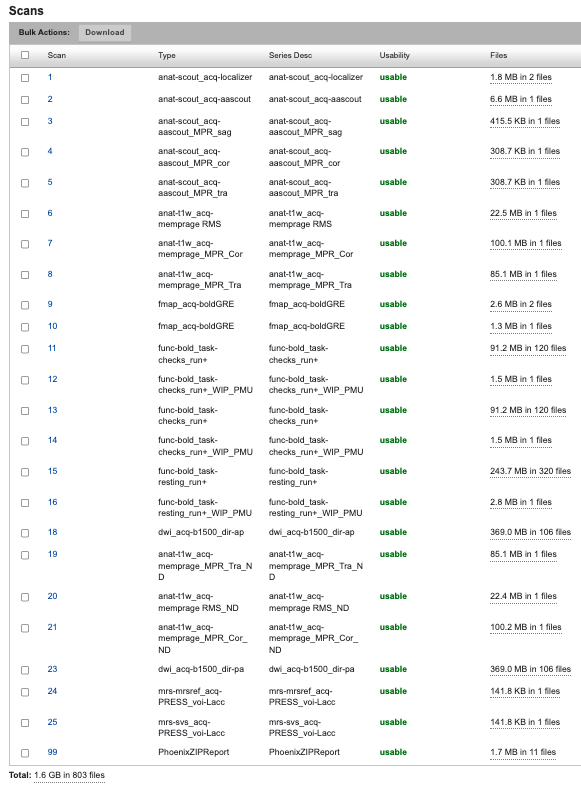 Scans
Bulk Actions: Download
Scan Type Series Desc Usability Files
1 anat-scout_acq-localizer anat-scout_acq-localizer usable 1.8 MB in 2 files
2 anat-scout_acq-aascout anat-scout_acq-aascout usable 6.6 MB in 1 files
3 anat-scout_acq- anat-scout_acq- usable 415.5 KB in 1 files
aascout_MPR_sag aascout_MPR_sag
4 anat-scout_acq- anat-scout_acq- usable 308.7 KB in 1 files
aascout_MPR_cor aascout_MPR_cor
5 anat-scout_acq- anat-scout_acq- usable 308.7 KB in 1 files
aascout_MPR_tra aascout_MPR_tra
6 anat-t1w_acq- anat-t1w_acq- usable 22.5 MB in 1 files
memprage RMS memprage RMS
7 anat-t1w_acq- anat-t1w_acq- usable 100.1 MB in 1 files
memprage_MPR_Cor memprage_MPR_Cor
8 anat-t1w_acq- anat-t1w_acq- usable 85.1 MB in 1 files
memprage_MPR_Tra memprage_MPR_Tra
9 fmap_acq-boldGRE fmap_acq-boldGRE usable 2.6 MB in 2 files
10 fmap_acq-boldGRE fmap_acq-boldGRE usable 1.3 MB in 1 files
11 func-bold_task- func-bold_task- usable 91.2 MB in 120 files
checks_run+ checks_run+
12 func-bold_task- func-bold_task- usable 1.5 MB in 1 files
checks_run+_WIP_PMU checks_run+_WIP_PMU
13 func-bold_task- func-bold_task- usable 91.2 MB in 120 files
checks_run+ checks_run+
14 func-bold_task- func-bold_task- usable 1.5 MB in 1 files
checks_run+_WIP_PMU checks_run+_WIP_PMU
15 func-bold_task- func-bold_task- usable 243.7 MB in 320 files
resting_run+ resting_run+
16 func-bold_task- func-bold_task- usable 2.8 MB in 1 files
resting_run+_WIP_PMU resting_run+_WIP_PMU
18 dwi_acq-b1500_dir-ap dwi_acq-b1500_dir-ap usable 369.0 MB in 106 files
19 anat-t1w_acq- anat-t1w_acq- usable 85.1 MB in 1 files
memprage_MPR_Tra_N memprage_MPR_Tra_N
D D
20 anat-t1w_acq- anat-t1w_acq- usable 22.4 MB in 1 files
memprage RMS_ND memprage RMS_ND
21 anat-t1w_acq- anat-t1w_acq- usable 100.2 MB in 1 files
memprage_MPR_Cor_ memprage_MPR_Cor_
ND ND
23 dwi_acq-b1500_dir-pa dwi_acq-b1500_dir-pa usable 369.0 MB in 106 files
24 mrs-mrsref_acq- mrs-mrsref_acq- usable 141.8 KB in 1 files
PRESS_voi-Lacc PRESS_voi-Lacc
25 mrs-svs_acq- mrs-svs_acq- usable 141.8 KB in 1 files
PRESS_voi-Lacc PRESS_voi-Lacc
99 PhoenixZIPReport PhoenixZIPReport usable 1.7 MB in 11 files
Total: 1.6 GB in 803 files